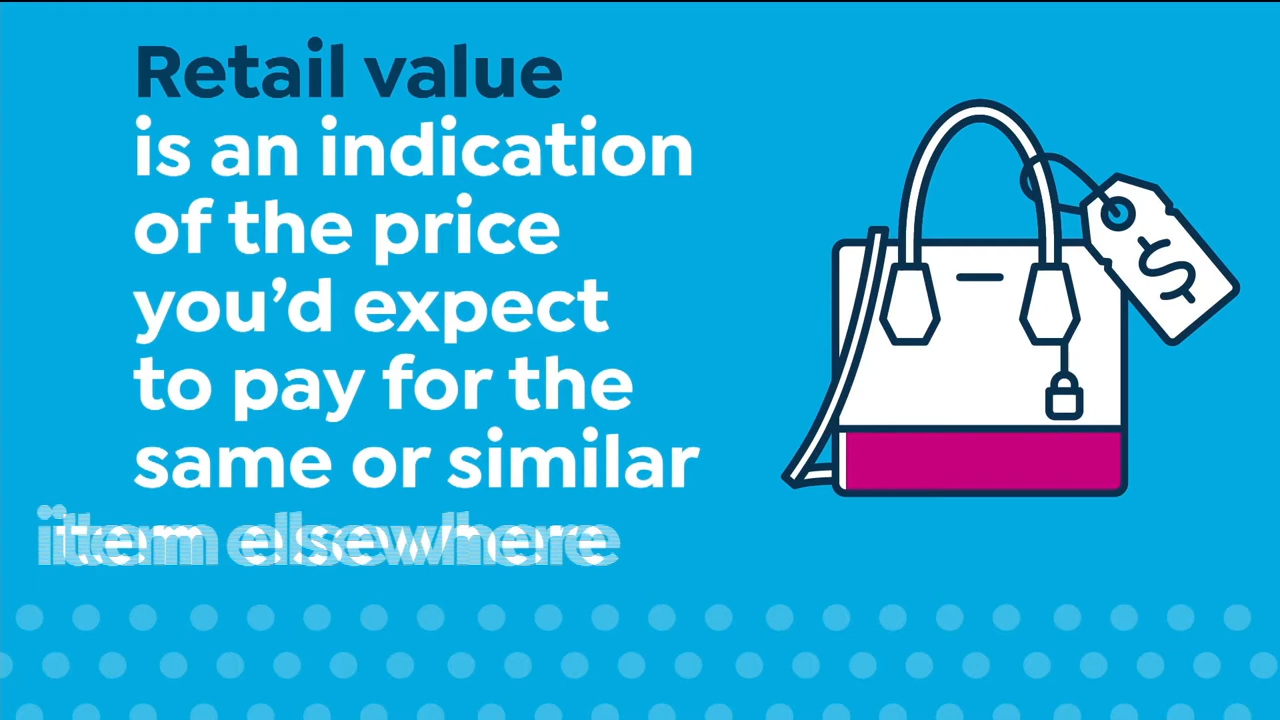 Retail value
is an indication
of the price
you’d expect
to pay for the
same or similar
item elsewhere
$